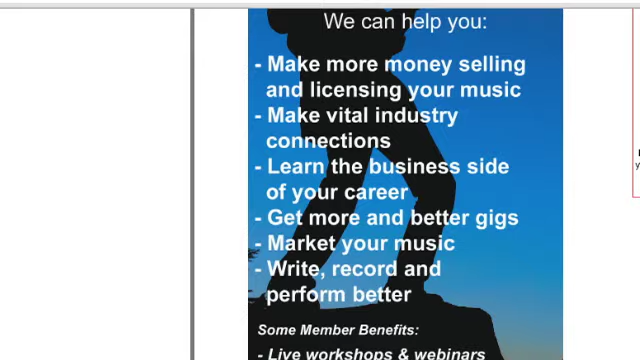 We can help you:
- Make more money selling
and licensing your music
- Make vital industry
connections
- Learn the business side
of your career
- Get more and better gigs
- Market your music
- Write, record and
perform better
Some Member Benefits:
- Live workshops & webinars